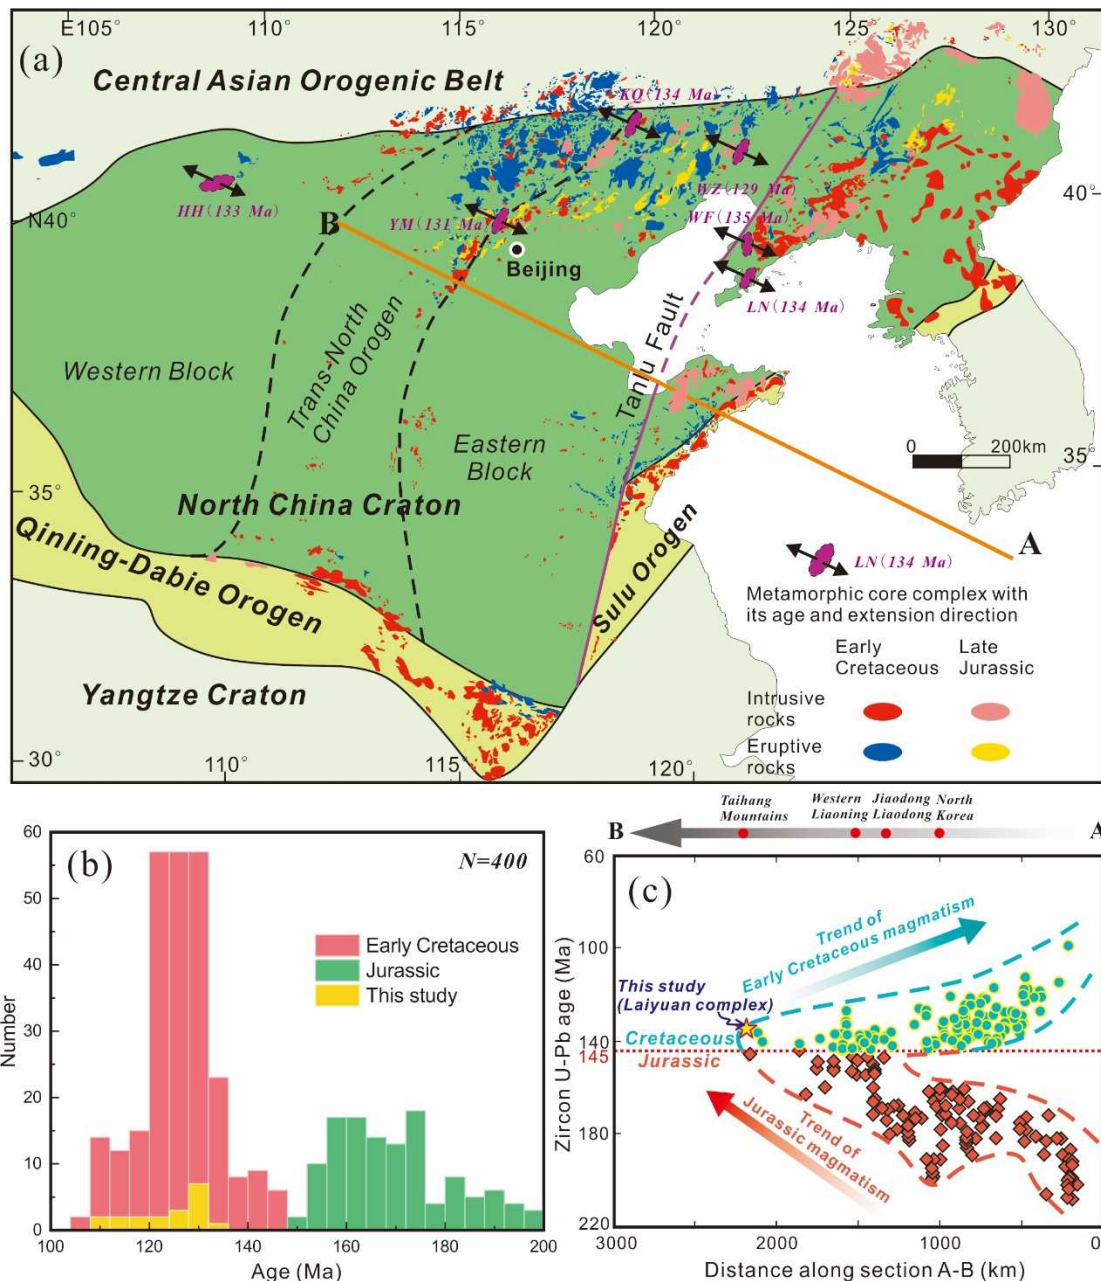 E105°
110°
115°
120°
125°
130°
(a)
Central Asian Orogenic Belt
KQ(134 Ma)
HH(133 Ma)
WZ(129 Ma)
40°
N40°
B
YM(131 Ma)
WF(135 Ma)
Beijing
LN(134 Ma)
Western Block
Trans-North
China Orogen
Tanlu Fault
Eastern
Block
0 200km
35°
35°
North China Craton
Qinling-Dabie Orogen
Sulu Orogen
A
LN(134 Ma)
Metamorphic core complex with
its age and extension direction
Early
Cretaceous
Late
Jurassic
Intrusive
rocks
Eruptive
rocks
Yangtze Craton
30°
110°
115°
120°
(b)
N=400
Early Cretaceous
Jurassic
This study
Number
60
50
40
30
20
10
0
100 120 140 160 180 200
Age (Ma)
B
Taihang
Mountains
Western
Liaoning
Jiaodong
Liaodong
North
Korea
A
(c)
Trend of
Early Cretaceous magmatism
This study
(Laiyuan complex)
Cretaceous
Jurassic
Trend of
Jurassic magmatism
Zircon U-Pb age (Ma)
60
100
140
145
180
220
3000 2000 1000 0
Distance along section A-B (km)